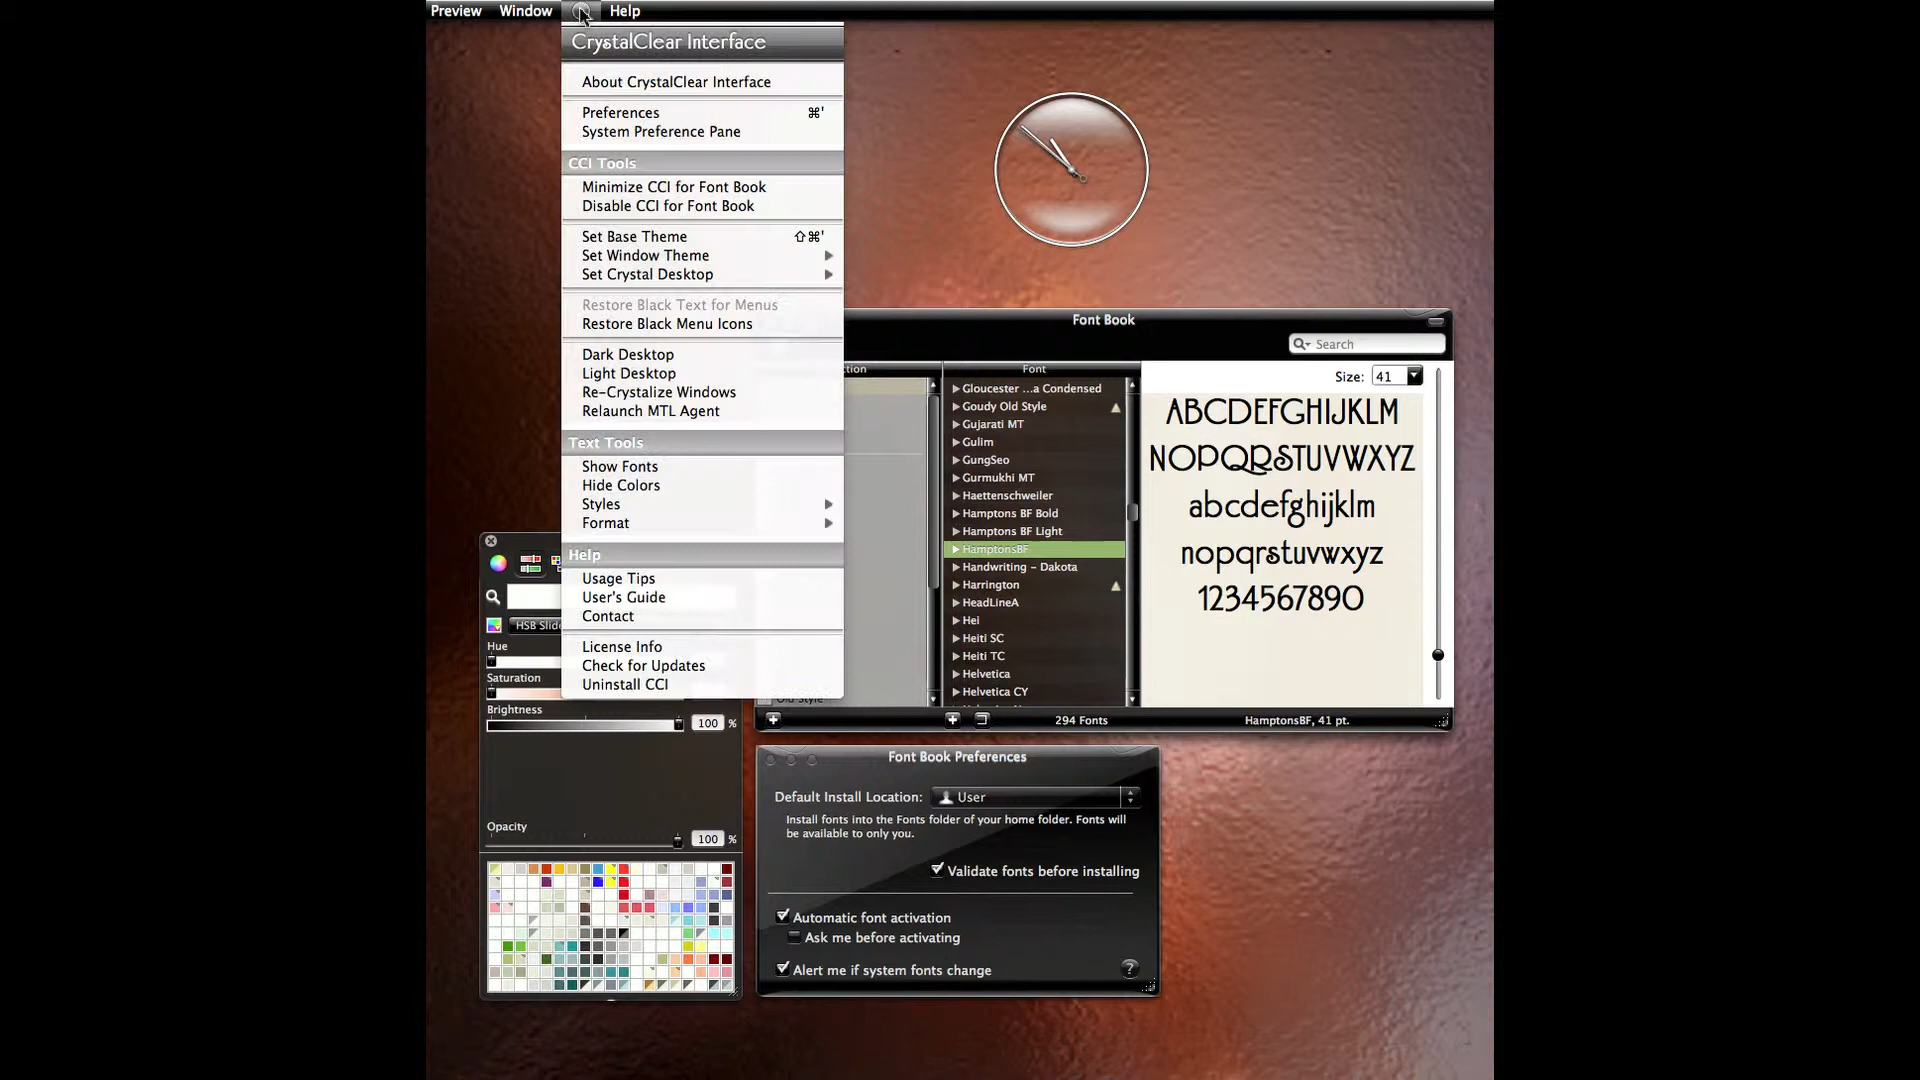 Preview Window Help
CrystalClear Interface
About CrystalClear Interface
Preferences ⌘'
System Preference Pane
CCI Tools
Minimize CCI for Font Book
Disable CCI for Font Book
Set Base Theme ⇧⌘'
Set Window Theme
Set Crystal Desktop
Restore Black Text for Menus
Restore Black Menu Icons
Dark Desktop
Light Desktop
Re-Crystalize Windows
Relaunch MTL Agent
Text Tools
Show Fonts
Hide Colors
Styles
Format
Help
Usage Tips
User's Guide
Contact
License Info
Check for Updates
Uninstall CCI
Font Book
Search
Font
Size: 41
Gloucester ...a Condensed
Goudy Old Style
Gujarati MT
Gulim
GungSeo
Gurmukhi MT
Haettenschweiler
Hamptons BF Bold
Hamptons BF Light
HamptonsBF
Handwriting – Dakota
Harrington
HeadLineA
Hei
Heiti SC
Heiti TC
Helvetica
Helvetica CY
ABCDEFGHIJKLM
NOPQRSTUVWXYZ
abcdefghijklm
nopqrstuvwxyz
1234567890
294 Fonts
HamptonsBF, 41 pt.
Hue
Saturation
Brightness
100 %
Opacity
100 %
Font Book Preferences
Default Install Location: User
Install fonts into the Fonts folder of your home folder. Fonts will
be available to only you.
Validate fonts before installing
Automatic font activation
Ask me before activating
Alert me if system fonts change
?